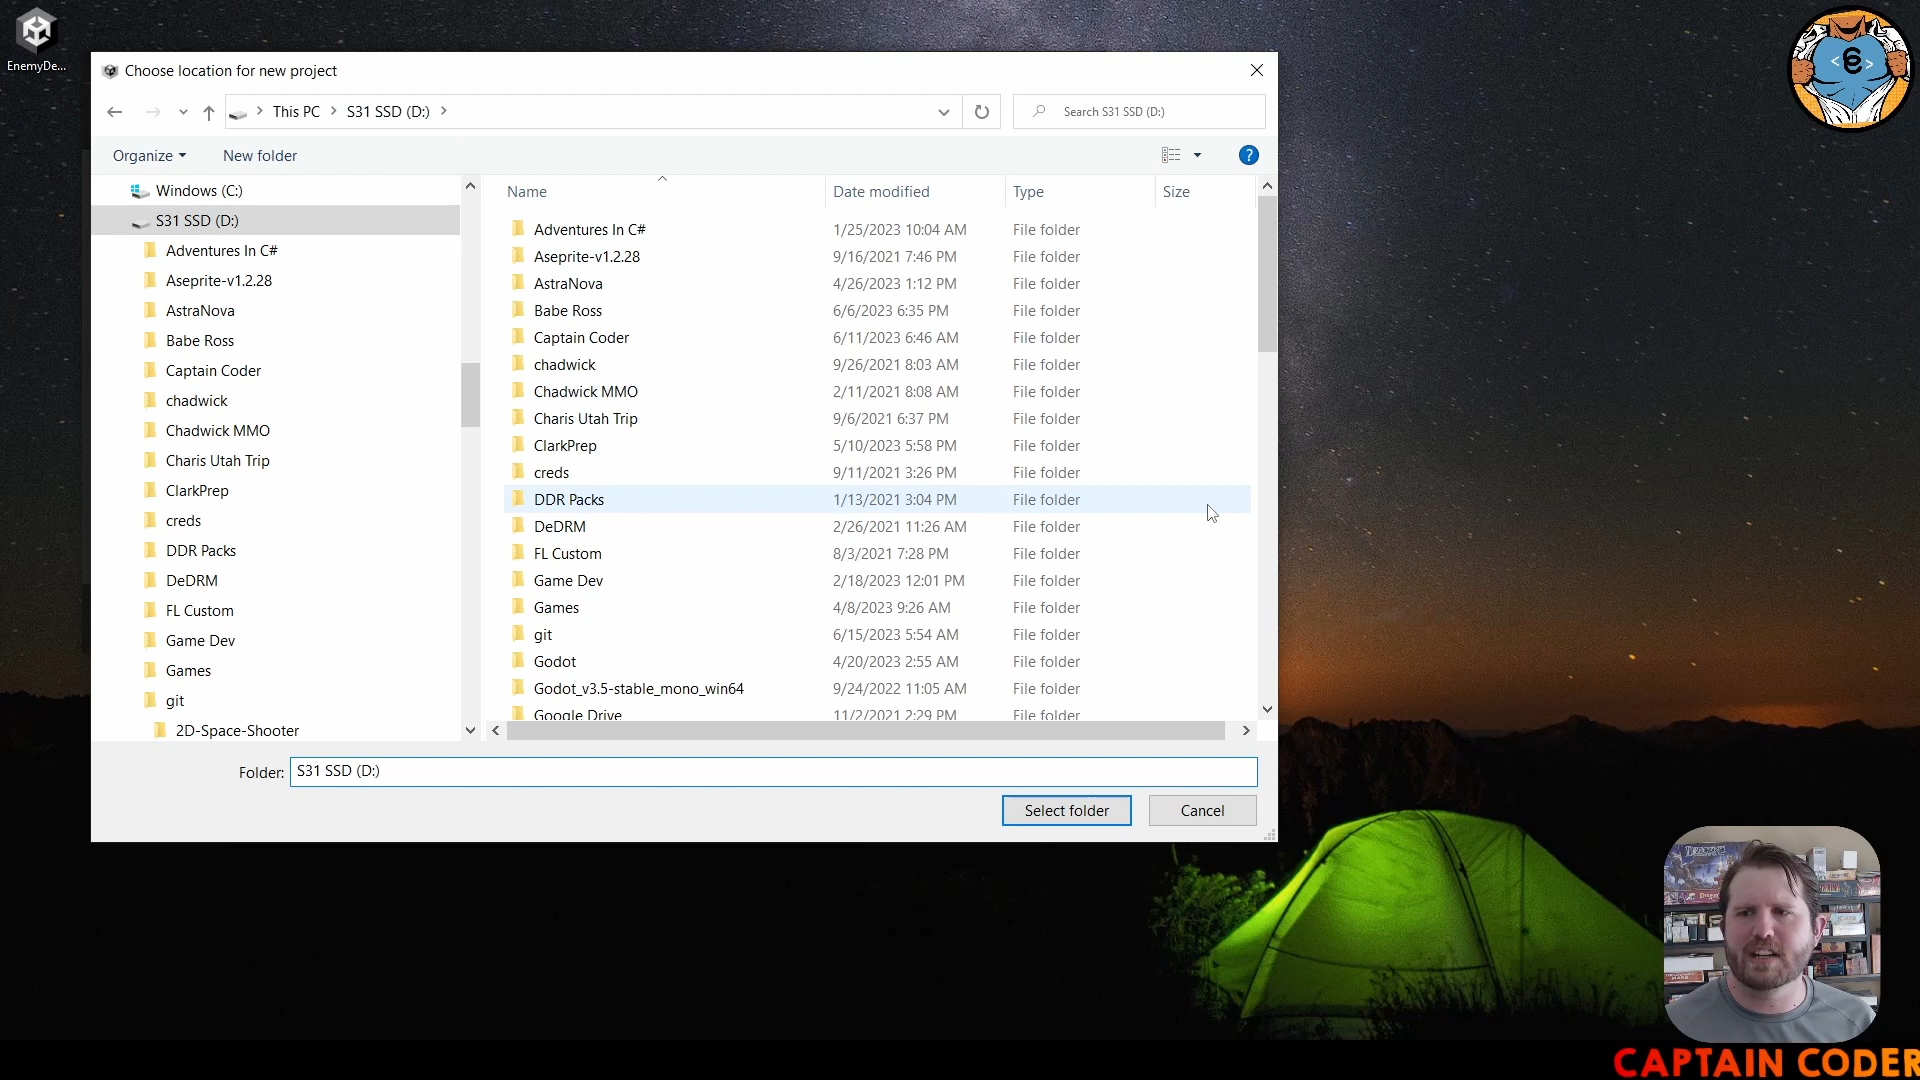 EnemyDe...
Choose location for new project
This PC
S31 SSD (D:)
Search S31 SSD (D:)
Organize
New folder
?
Windows (C:)
S31 SSD (D:)
Adventures In C#
Aseprite-v1.2.28
AstraNova
Babe Ross
Captain Coder
chadwick
Chadwick MMO
Charis Utah Trip
ClarkPrep
creds
DDR Packs
DeDRM
FL Custom
Game Dev
Games
git
2D-Space-Shooter
Name Date modified Type Size
Adventures In C# 1/25/2023 10:04 AM File folder
Aseprite-v1.2.28 9/16/2021 7:46 PM File folder
AstraNova 4/26/2023 1:12 PM File folder
Babe Ross 6/6/2023 6:35 PM File folder
Captain Coder 6/11/2023 6:46 AM File folder
chadwick 9/26/2021 8:03 AM File folder
Chadwick MMO 2/11/2021 8:08 AM File folder
Charis Utah Trip 9/6/2021 6:37 PM File folder
ClarkPrep 5/10/2023 5:58 PM File folder
creds 9/11/2021 3:26 PM File folder
DDR Packs 1/13/2021 3:04 PM File folder
DeDRM 2/26/2021 11:26 AM File folder
FL Custom 8/3/2021 7:28 PM File folder
Game Dev 2/18/2023 12:01 PM File folder
Games 4/8/2023 9:26 AM File folder
git 6/15/2023 5:54 AM File folder
Godot 4/20/2023 2:55 AM File folder
Godot_v3.5-stable_mono_win64 9/24/2022 11:05 AM File folder
Google Drive 11/2/2021 2:29 PM File folder
Folder: S31 SSD (D:)
Select folder
Cancel
CAPTAIN CODER